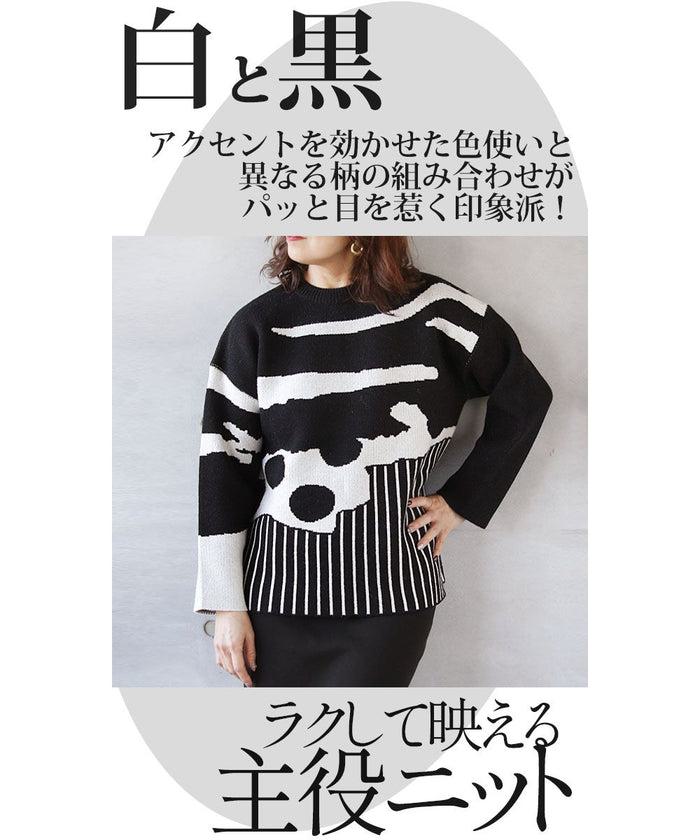 白と黒
アクセントを効かせた色使いと
異なる柄の組み合わせが
パッと目を惹く印象派！
ラクして映える
主役ニット